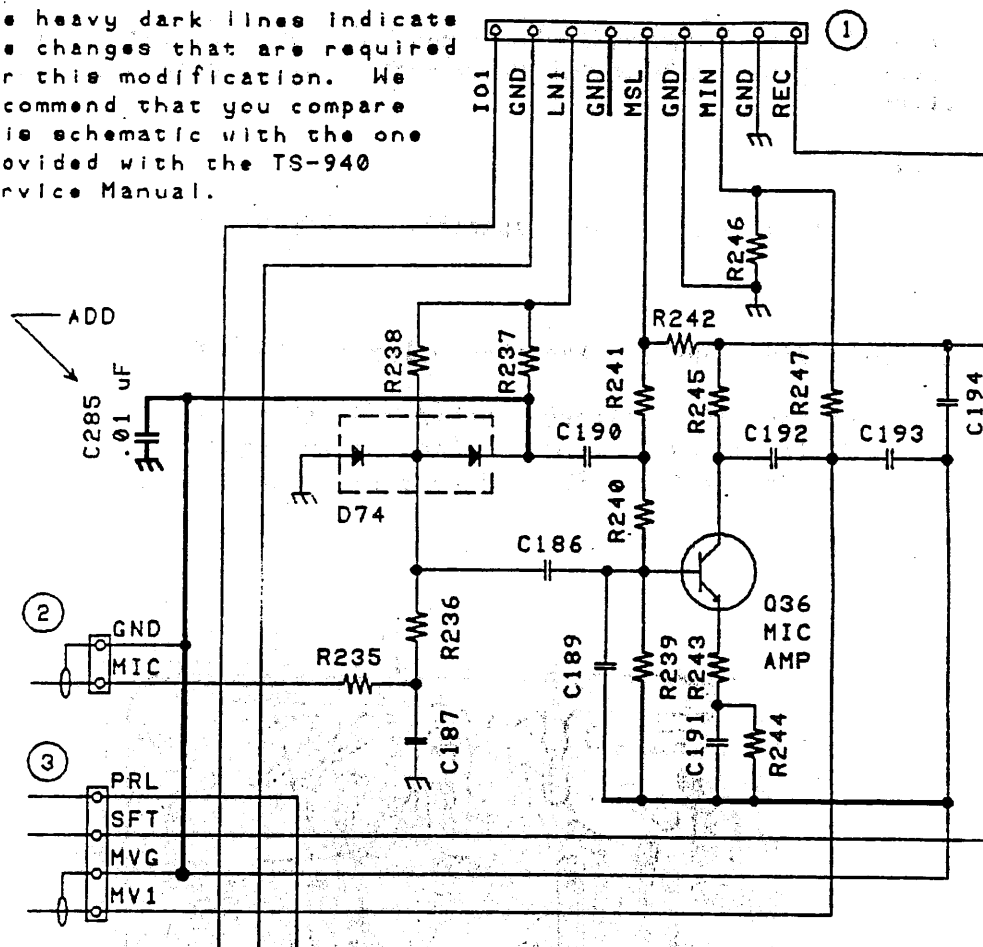 e heavy dark lines indicate
e changes that are required
r this modification. We
commend that you compare
is schematic with the one
ovided with the TS-940
rvice Manual.
1
IO1
GND
LN1
GND
MSL
GND
MIN
GND
REC
R246
ADD
R242
R238
R237
R241
R245
R247
C194
C285
.01 uF
C190
C192
C193
D74
R240
C186
Q36
MIC
AMP
2
GND
MIC
R235
R236
C189
R239
R243
C187
C191
R244
3
PRL
SFT
MVG
MV1